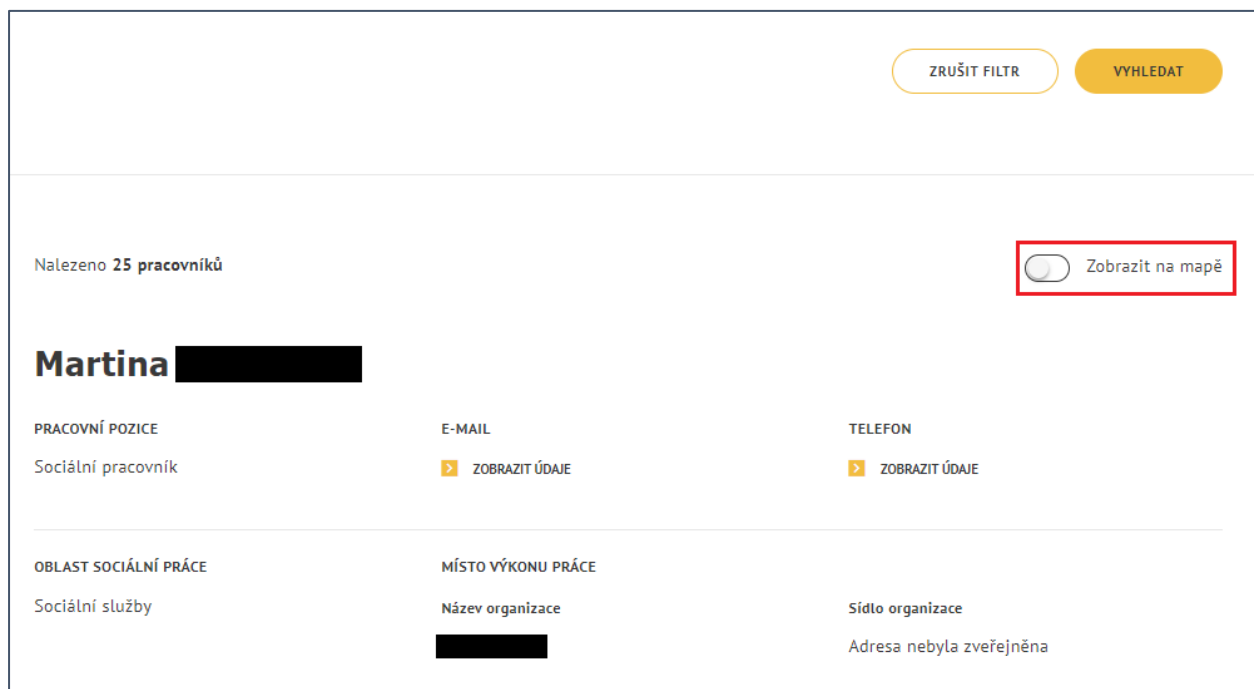 ZRUŠIT FILTR
VYHLEDAT
Nalezeno 25 pracovníků
Zobrazit na mapě
Martina
PRACOVNÍ POZICE
E-MAIL
TELEFON
Sociální pracovník
ZOBRAZIT ÚDAJE
ZOBRAZIT ÚDAJE
OBLAST SOCIÁLNÍ PRÁCE
MÍSTO VÝKONU PRÁCE
Sociální služby
Název organizace
Sídlo organizace
Adresa nebyla zveřejněna